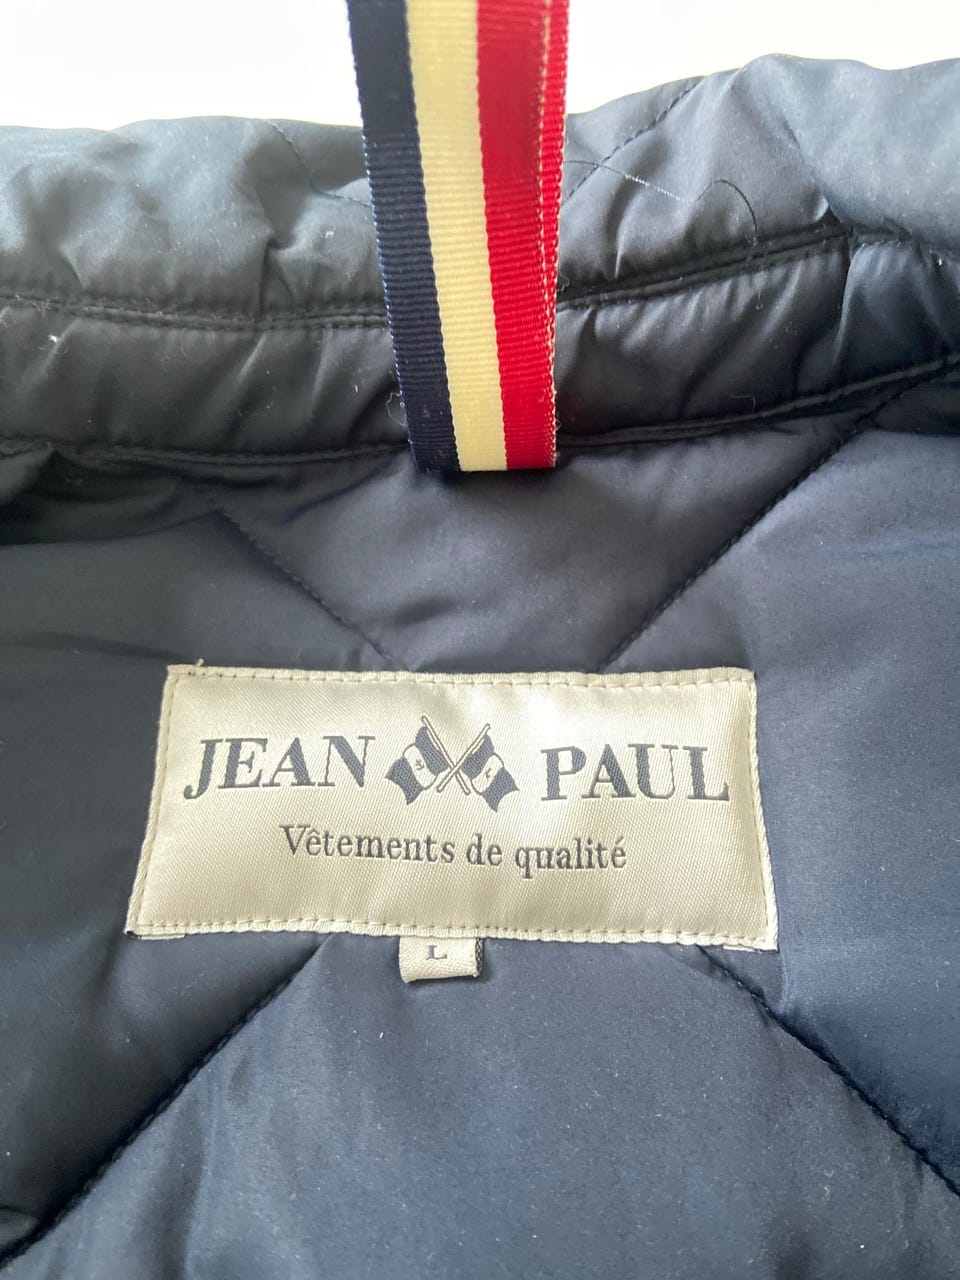 JEAN PAUL
Vêtements de qualité
L